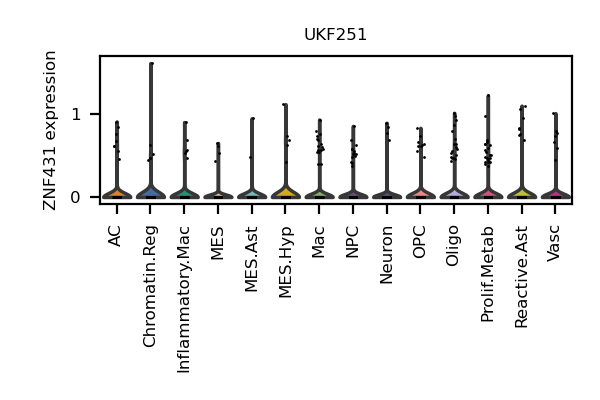 UKF251
ZNF431 expression
1
0
AC
Chromatin.Reg
Inflammatory.Mac
MES
MES.Ast
MES.Hyp
Mac
NPC
Neuron
OPC
Oligo
Prolif.Metab
Reactive.Ast
Vasc